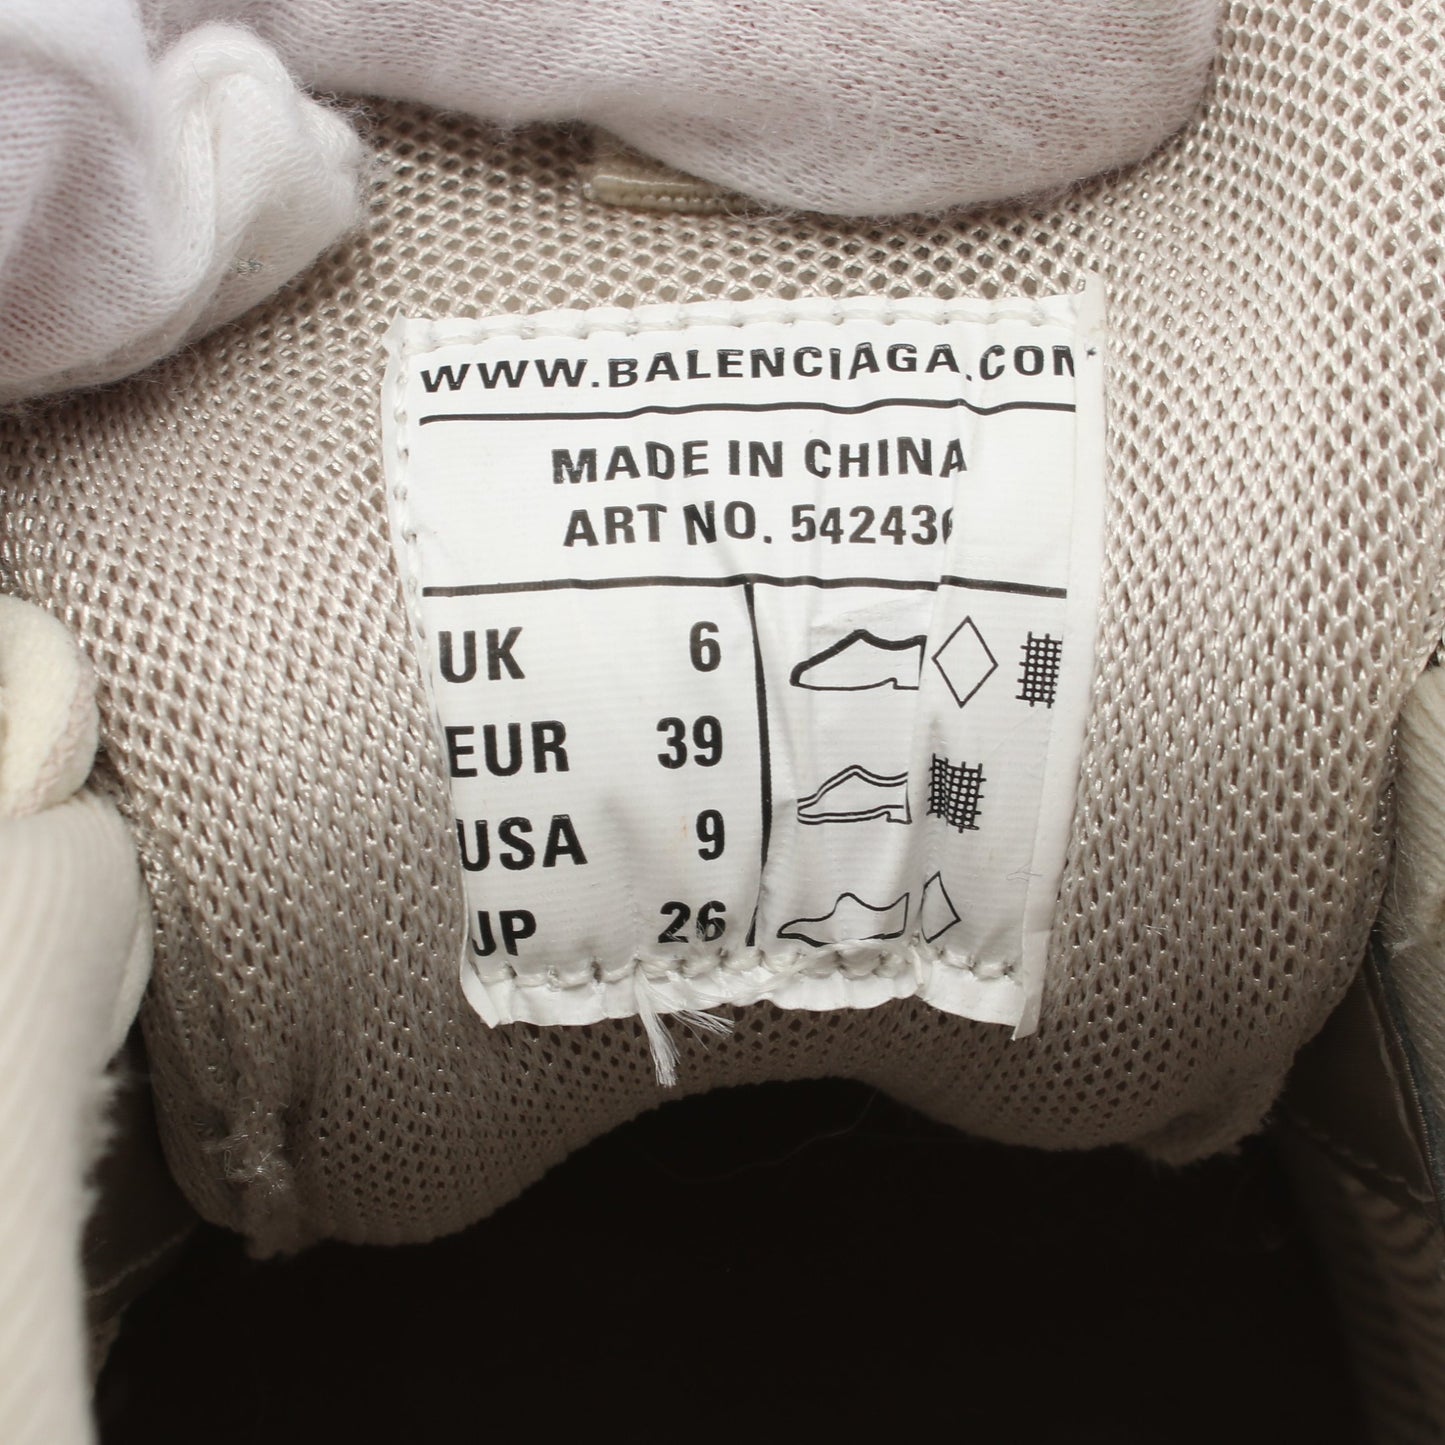 WWW.BALENCIAGA.COM
MADE IN CHINA
ART NO. 542436
UK 6
EUR 39
USA 9
JP 26